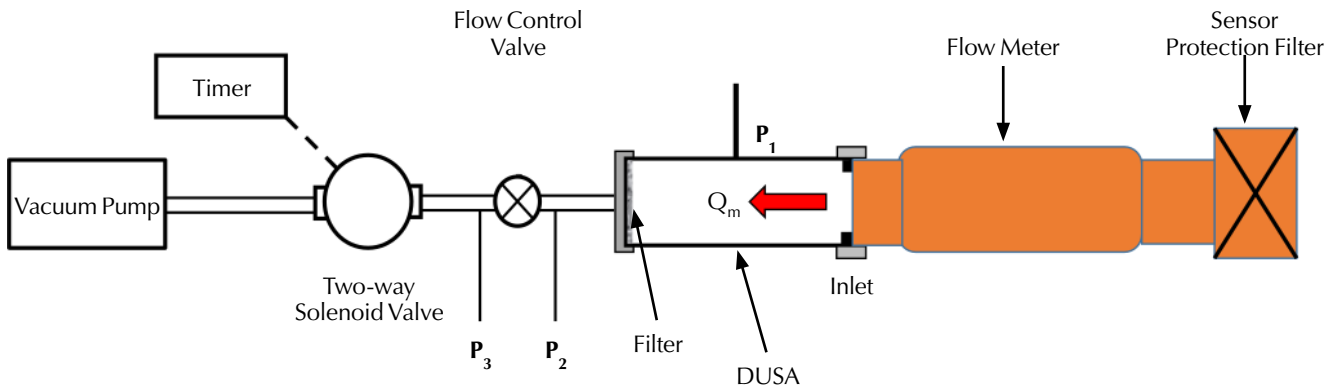 Flow Control
Valve
Sensor
Protection Filter
Flow Meter
Timer
P1
Vacuum Pump
Qm
Two-way
Solenoid Valve
Inlet
P3
P2
Filter
DUSA